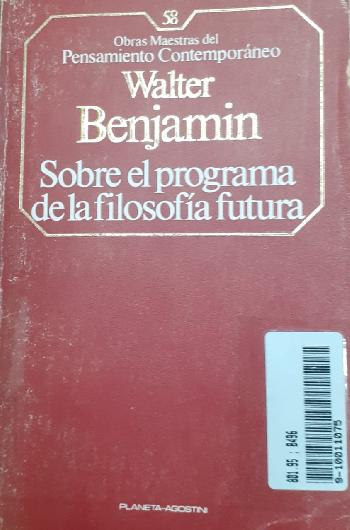 58
Obras Maestras del
Pensamiento Contemporáneo
Walter
Benjamin
Sobre el programa
de la filosofía futura
801.95 : B496
9-10011075
PLANETA-AGOSTINI